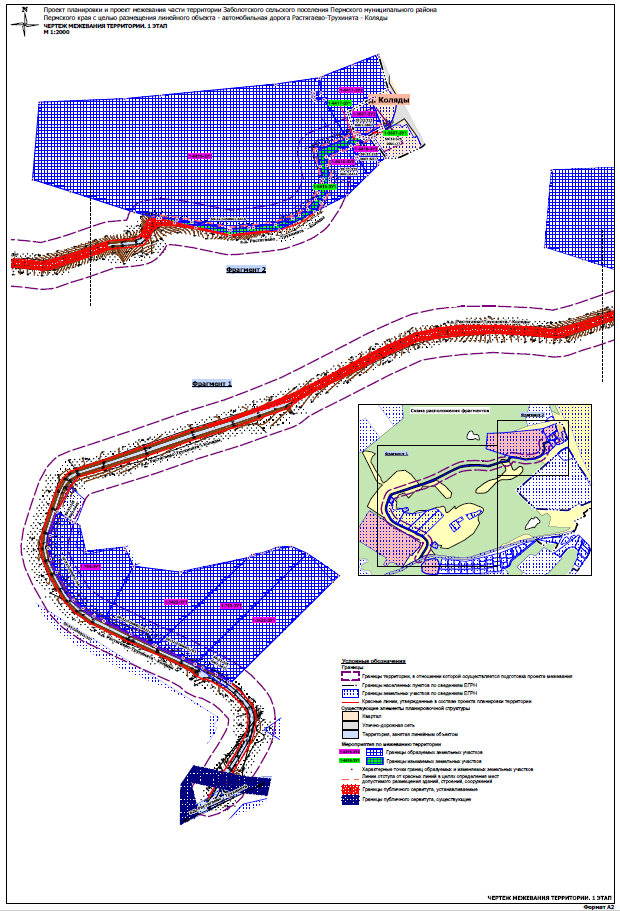 Проект планировки и проект межевания части территории Заболотского сельского поселения Пермского муниципального района
Пермского края с целью размещения линейного объекта - автомобильная дорога Растягаево-Трухинята - Коляды
ЧЕРТЕЖ МЕЖЕВАНИЯ ТЕРРИТОРИИ. 1 ЭТАП
М 1:2000
N
Коляды
Фрагмент 2
Фрагмент 1
Схема расположения фрагментов
Фрагмент 2
Фрагмент 1
Условные обозначения
Границы
Границы территории, в отношении которой осуществляется подготовка проекта межевания
Границы населенных пунктов по сведениям ЕГРН
Границы земельных участков по сведениям ЕГРН
Красные линии, утвержденные в составе проекта планировки территории
Существующие элементы планировочной структуры
Квартал
Улично-дорожная сеть
Территория, занятая линейным объектом
Мероприятия по межеванию территории
Границы образуемых земельных участков
Границы изменяемых земельных участков
Характерные точки границ образуемых и изменяемых земельных участков
Линии отступа от красных линий в целях определения мест
допустимого размещения зданий, строений, сооружений
Границы публичного сервитута, устанавливаемые
Границы публичного сервитута, существующие
ЧЕРТЕЖ МЕЖЕВАНИЯ ТЕРРИТОРИИ. 1 ЭТАП
Формат А2